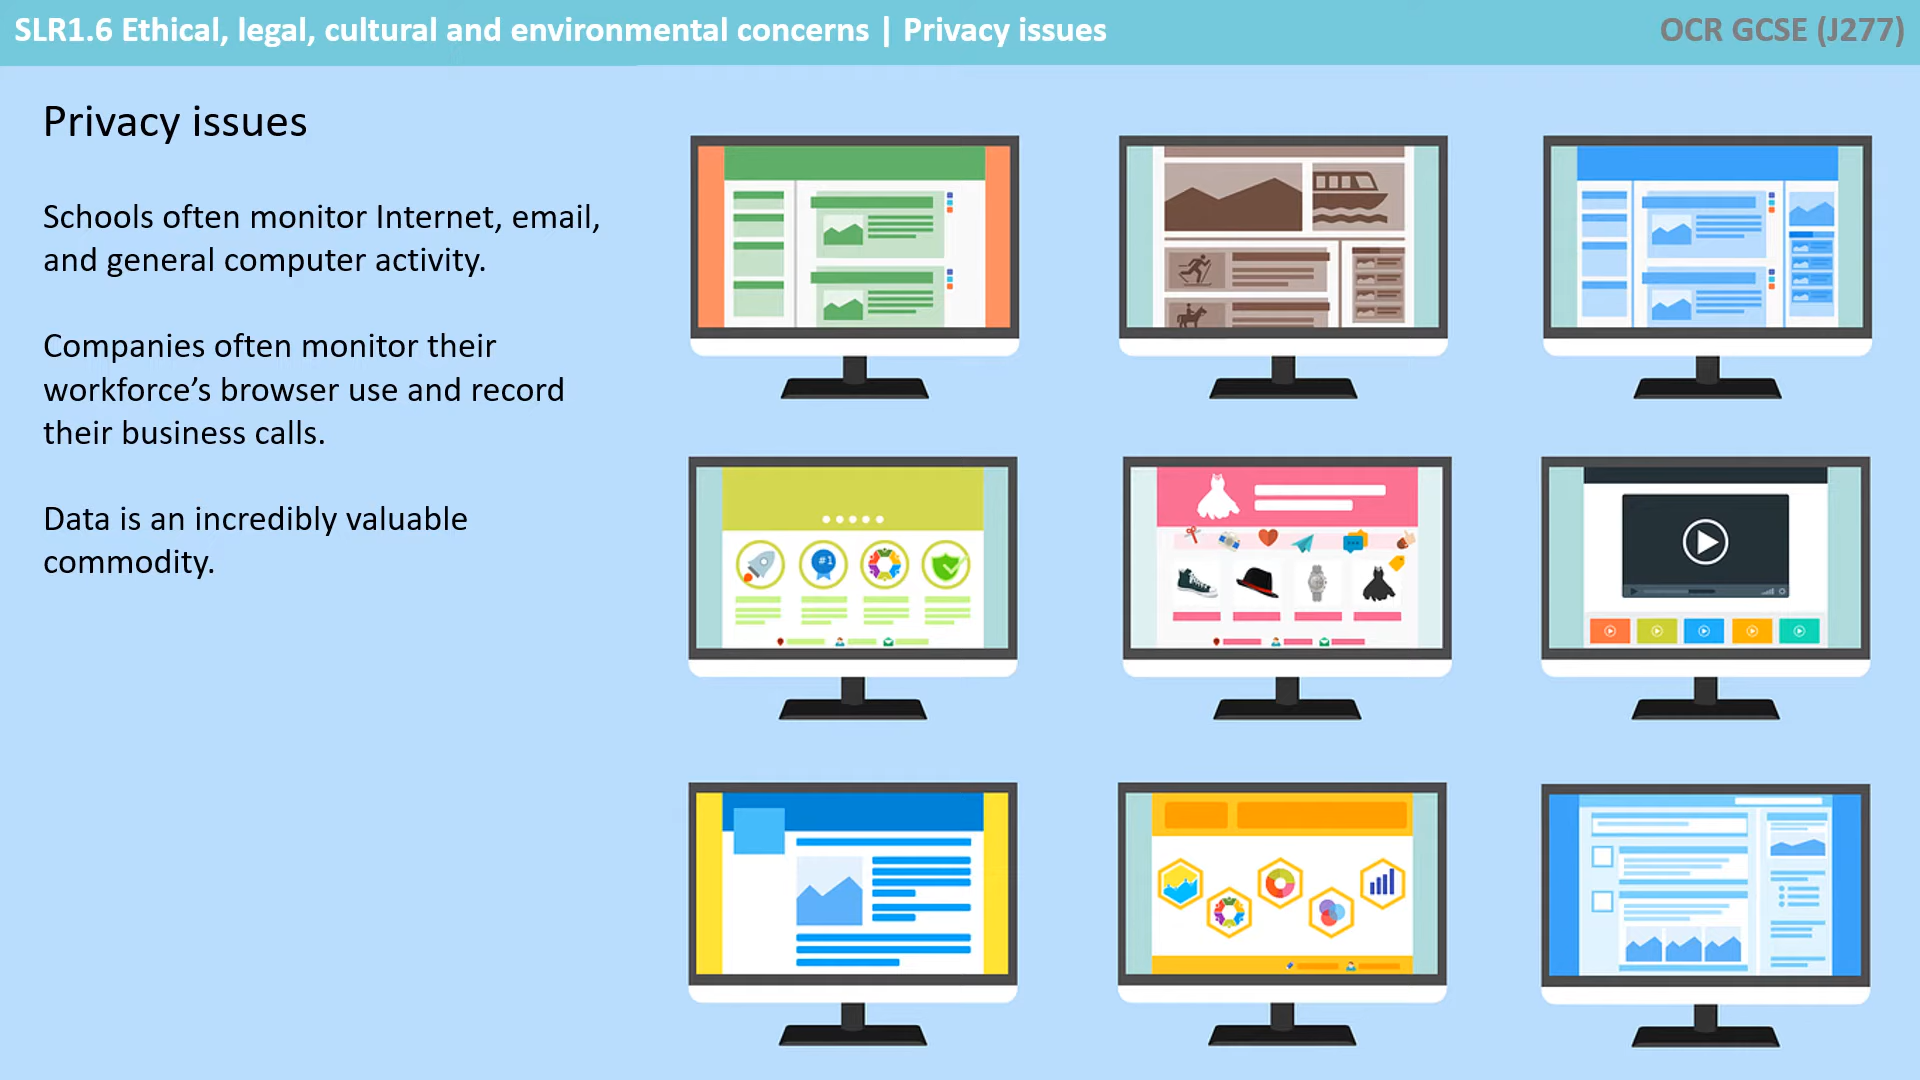 SLR1.6 Ethical, legal, cultural and environmental concerns | Privacy issues
OCR GCSE (J277)
Privacy issues
Schools often monitor Internet, email,
and general computer activity.
Companies often monitor their
workforce’s browser use and record
their business calls.
Data is an incredibly valuable
commodity.
#1